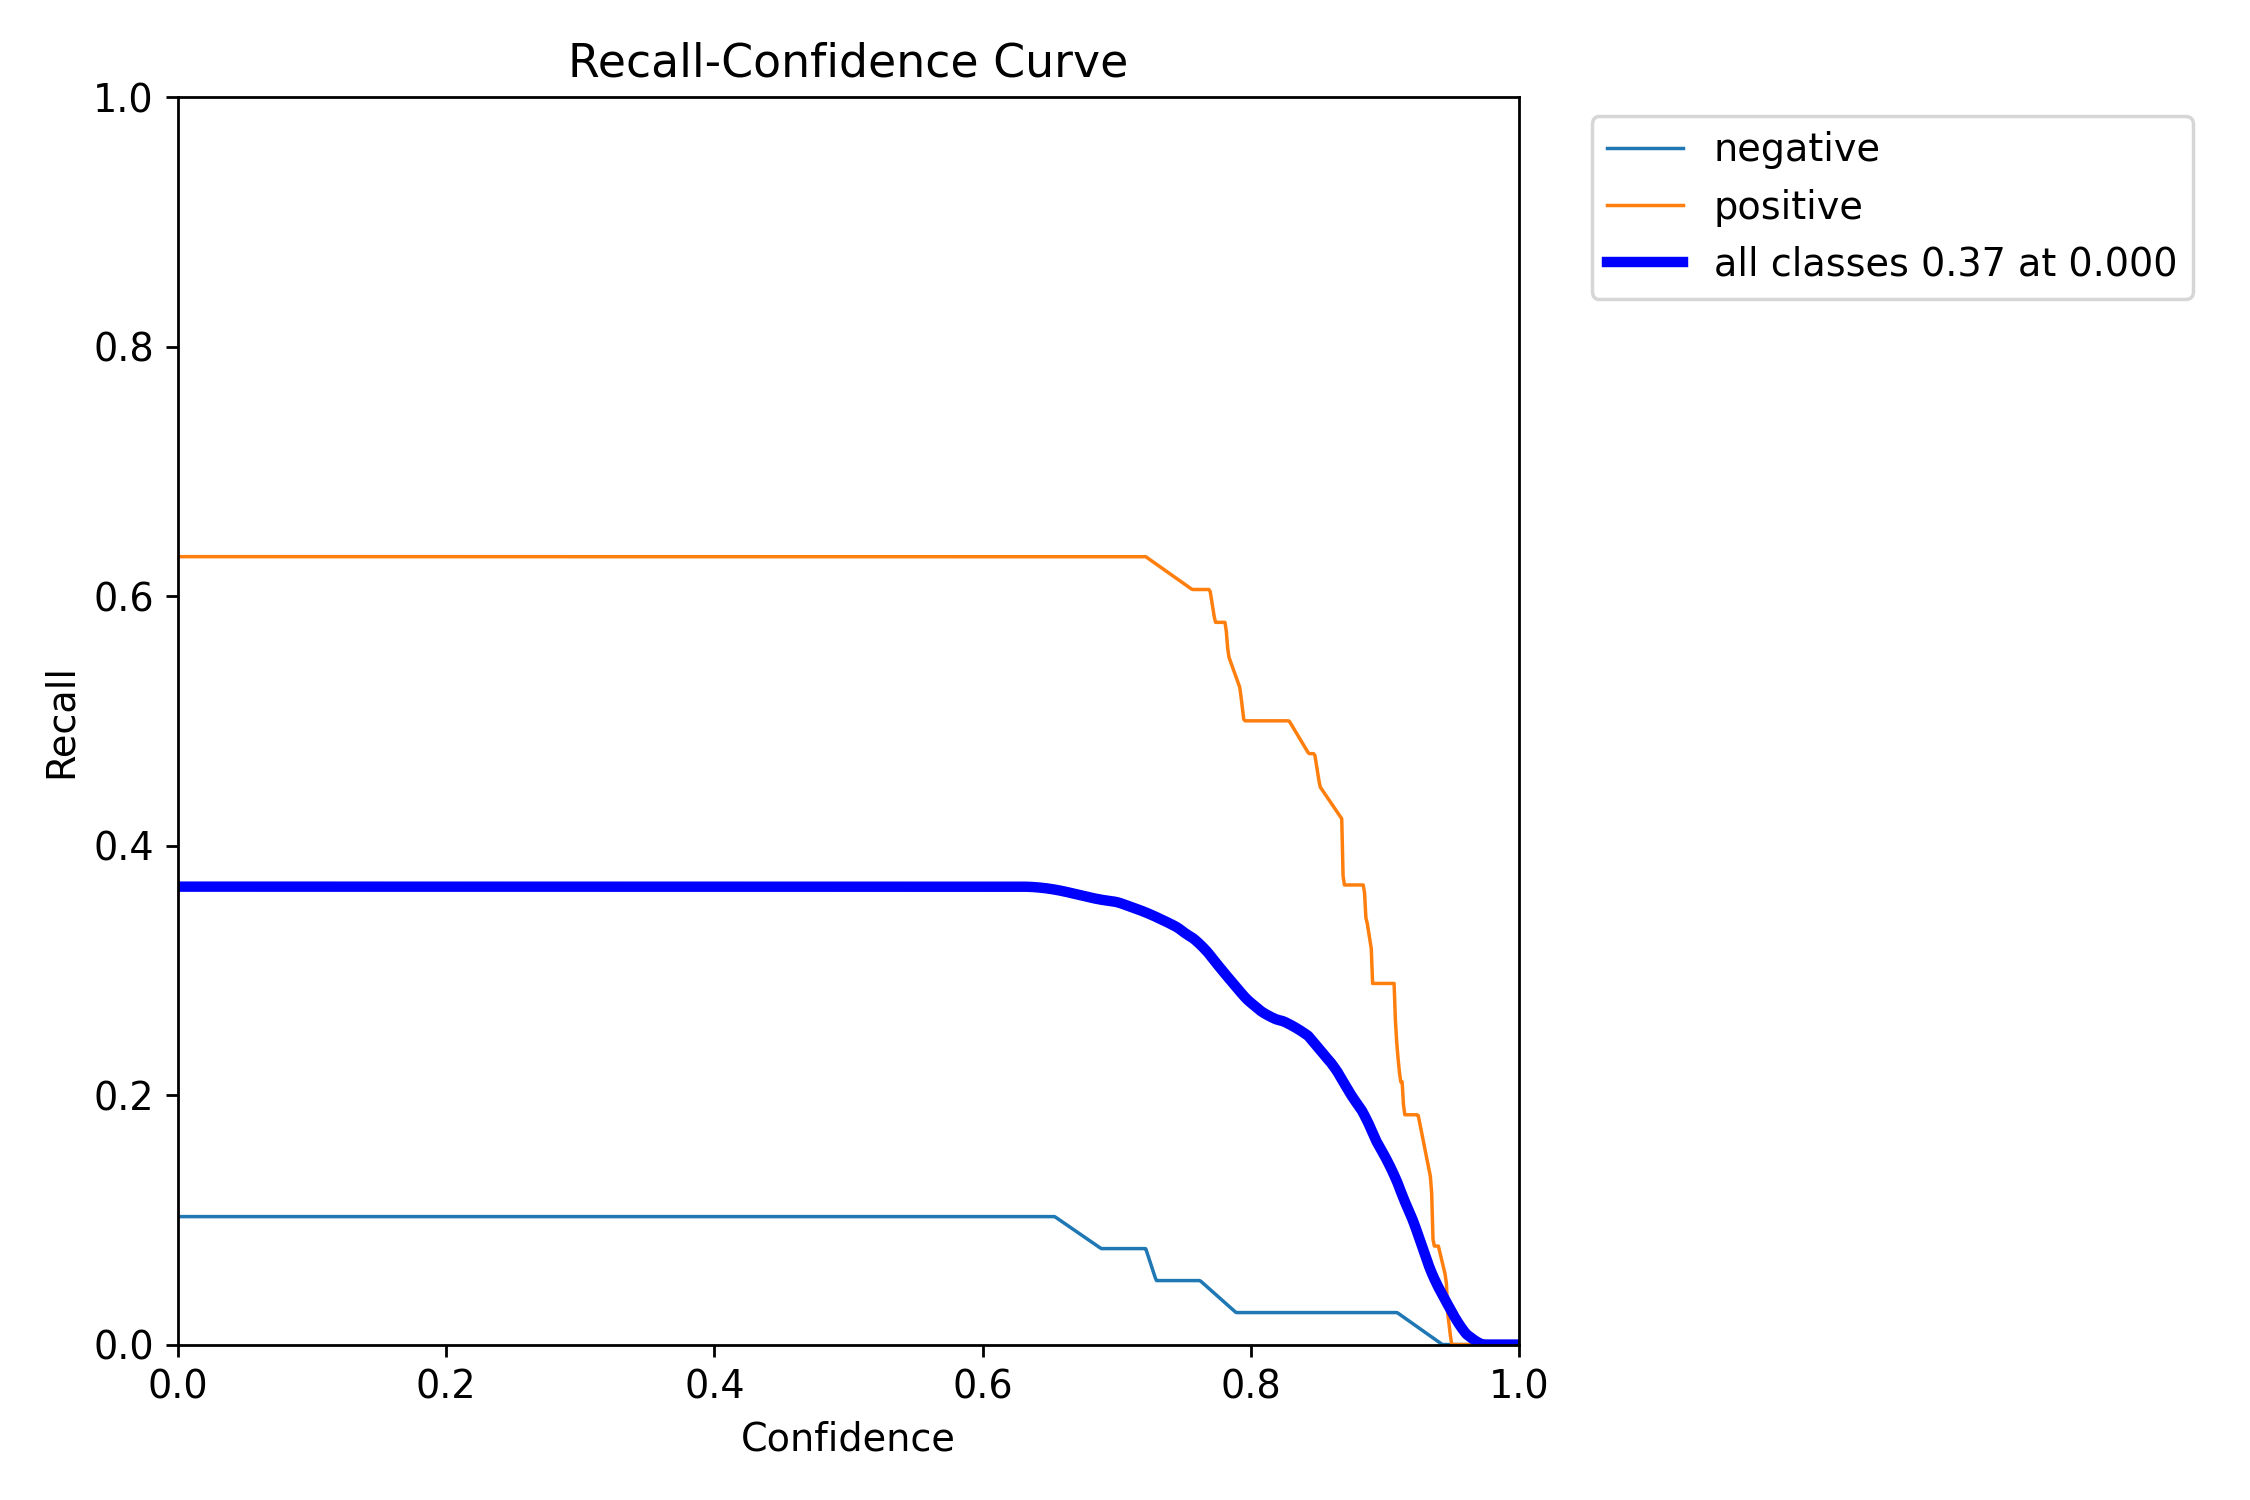 Recall-Confidence Curve
1.0
0.8
0.6
0.4
0.2
0.0
Recall
0.0 0.2 0.4 0.6 0.8 1.0
Confidence
negative
positive
all classes 0.37 at 0.000